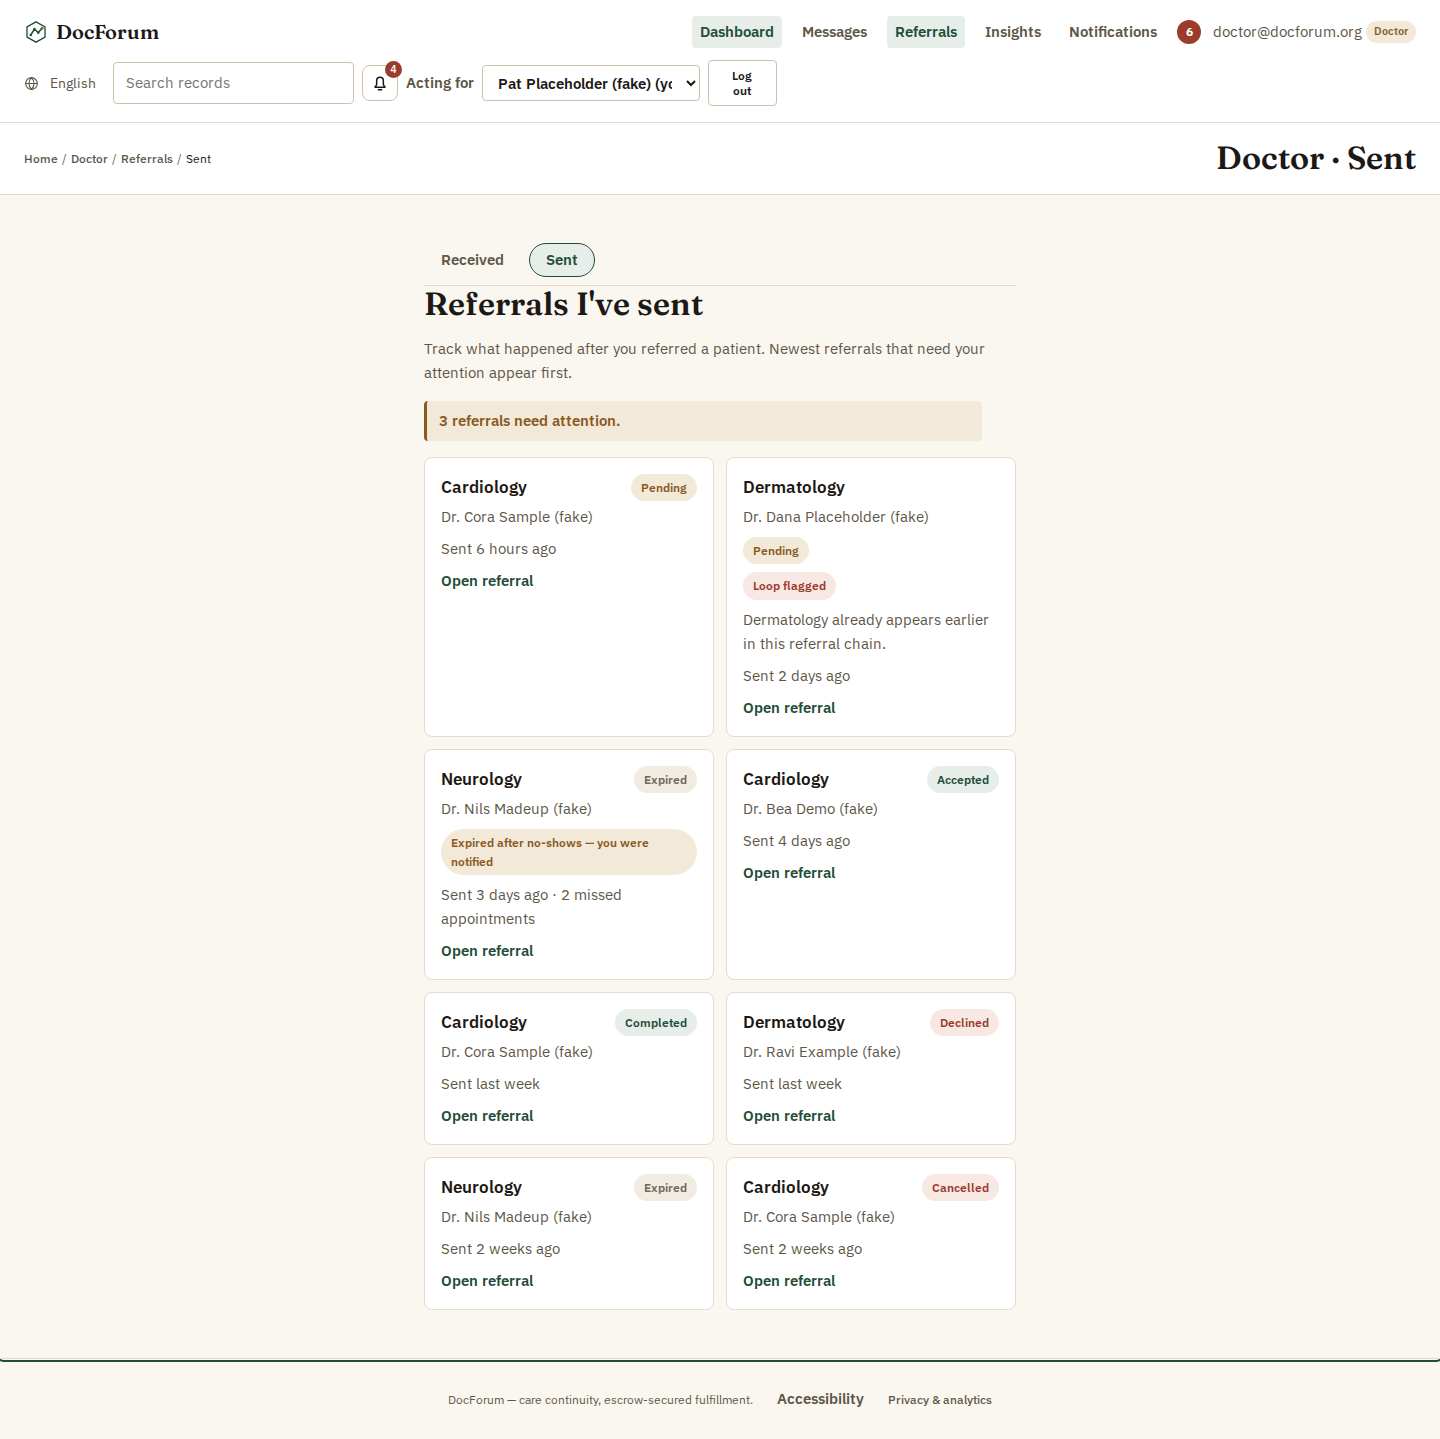 DocForum
Dashboard
Messages
Referrals
Insights
Notifications
6
doctor@docforum.org
Doctor
English
Search records
4
Acting for
Pat Placeholder (fake) (yo
Log
out
Home / Doctor / Referrals / Sent
Doctor · Sent
Received
Sent
Referrals I've sent
Track what happened after you referred a patient. Newest referrals that need your
attention appear first.
3 referrals need attention.
Cardiology
Pending
Dr. Cora Sample (fake)
Sent 6 hours ago
Open referral
Dermatology
Dr. Dana Placeholder (fake)
Pending
Loop flagged
Dermatology already appears earlier
in this referral chain.
Sent 2 days ago
Open referral
Neurology
Expired
Dr. Nils Madeup (fake)
Expired after no-shows — you were
notified
Sent 3 days ago · 2 missed
appointments
Open referral
Cardiology
Accepted
Dr. Bea Demo (fake)
Sent 4 days ago
Open referral
Cardiology
Completed
Dr. Cora Sample (fake)
Sent last week
Open referral
Dermatology
Declined
Dr. Ravi Example (fake)
Sent last week
Open referral
Neurology
Expired
Dr. Nils Madeup (fake)
Sent 2 weeks ago
Open referral
Cardiology
Cancelled
Dr. Cora Sample (fake)
Sent 2 weeks ago
Open referral
DocForum — care continuity, escrow-secured fulfillment.
Accessibility
Privacy & analytics